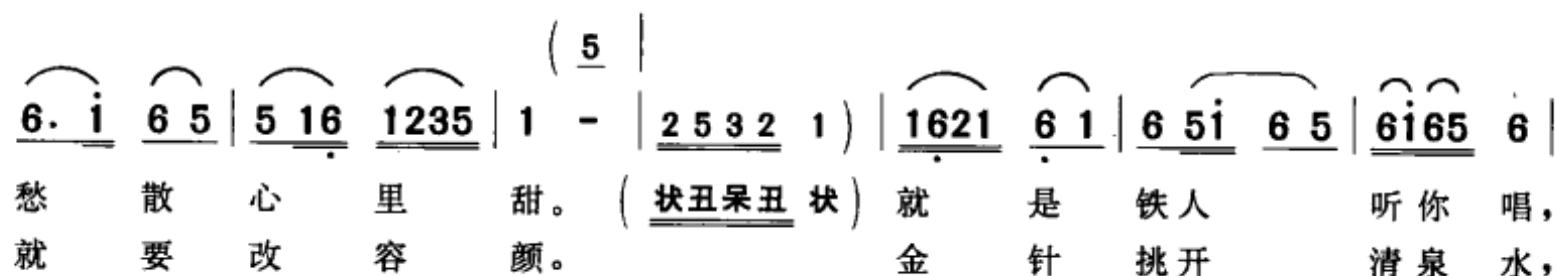 ( 5
6. i 6 5 | 5 16 1235 | 1 - | 2532 1 ) | 1621 6 1 | 6 5i 6 5 | 6i65 6 |
愁 散 心 里 甜。 ( 状丑呆丑 状 ) 就 是 铁人 听你 唱,
就 要 改 容 颜。 金 针 挑开 清泉 水,